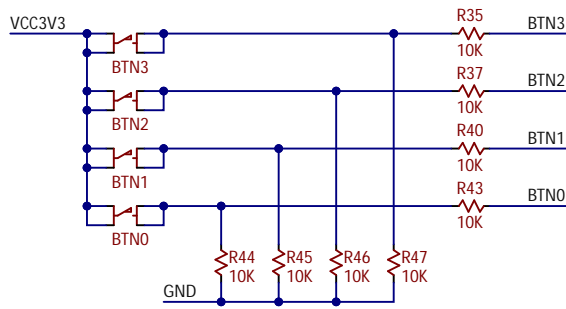 VCC3V3
R35
BTN3
10K
BTN3
R37
BTN2
10K
BTN2
R40
BTN1
10K
BTN1
R43
BTN0
10K
BTN0
R44 R45 R46 R47
10K 10K 10K 10K
GND